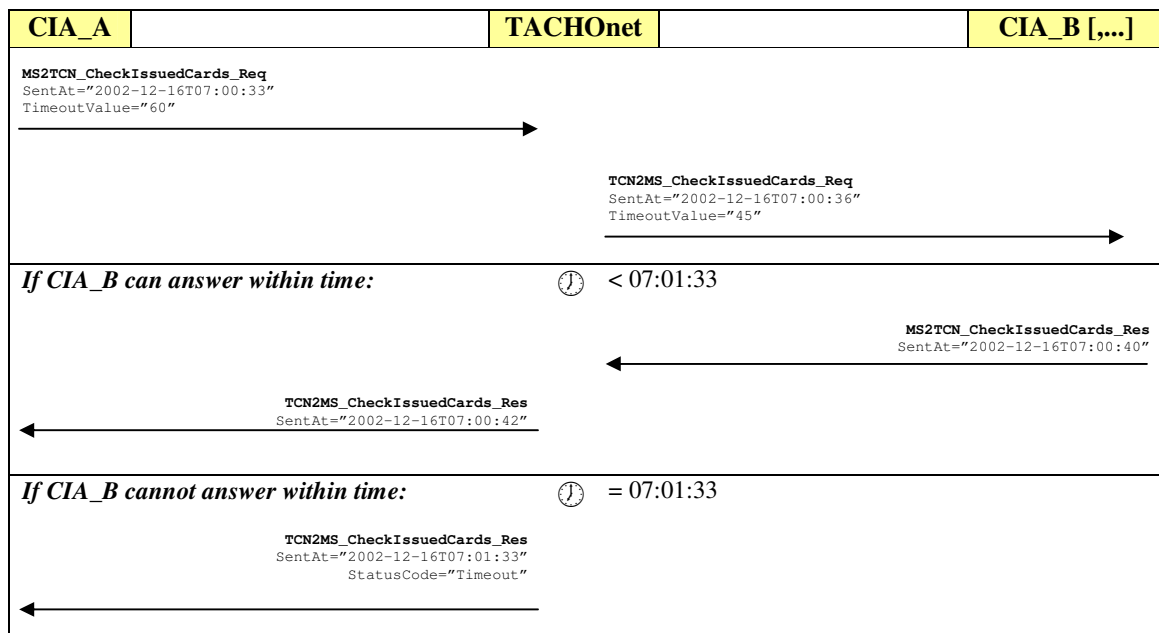 CIA_A TACHOnet CIA_B [,...]
MS2TCN_CheckIssuedCards_Req
SentAt="2002-12-16T07:00:33"
TimeoutValue="60"
TCN2MS_CheckIssuedCards_Req
SentAt="2002-12-16T07:00:36"
TimeoutValue="45"
If CIA_B can answer within time: < 07:01:33
MS2TCN_CheckIssuedCards_Res
SentAt="2002-12-16T07:00:40"
TCN2MS_CheckIssuedCards_Res
SentAt="2002-12-16T07:00:42"
If CIA_B cannot answer within time: = 07:01:33
TCN2MS_CheckIssuedCards_Res
SentAt="2002-12-16T07:01:33"
StatusCode="Timeout"